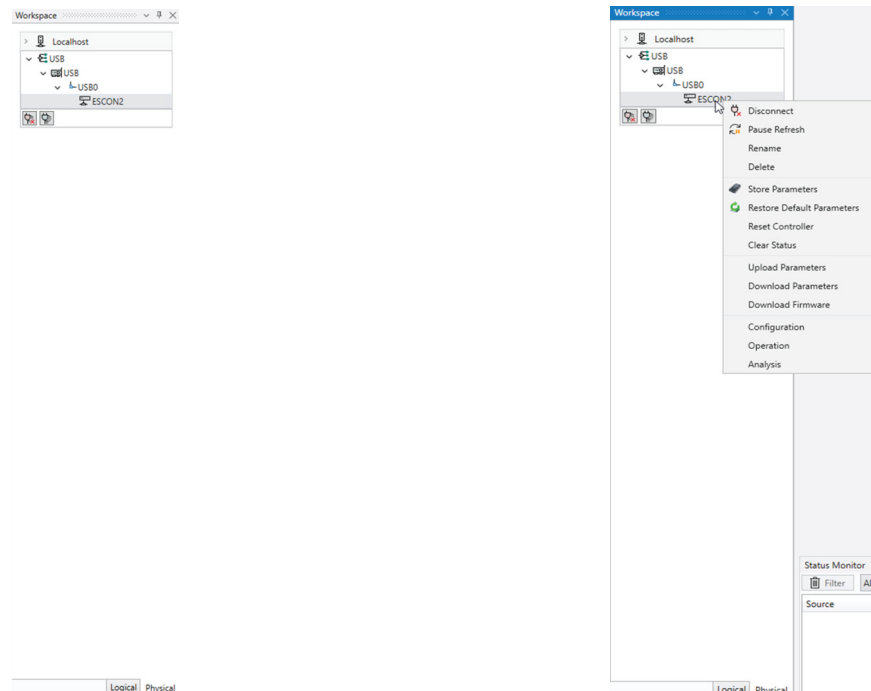 Workspace
Localhost
USB
USB
USB0
ESCON2
Logical Physical
Workspace
Localhost
USB
USB
USB0
ESCON2
Disconnect
Pause Refresh
Rename
Delete
Store Parameters
Restore Default Parameters
Reset Controller
Clear Status
Upload Parameters
Download Parameters
Download Firmware
Configuration
Operation
Analysis
Status Monitor
Filter
Source
Logical Physical